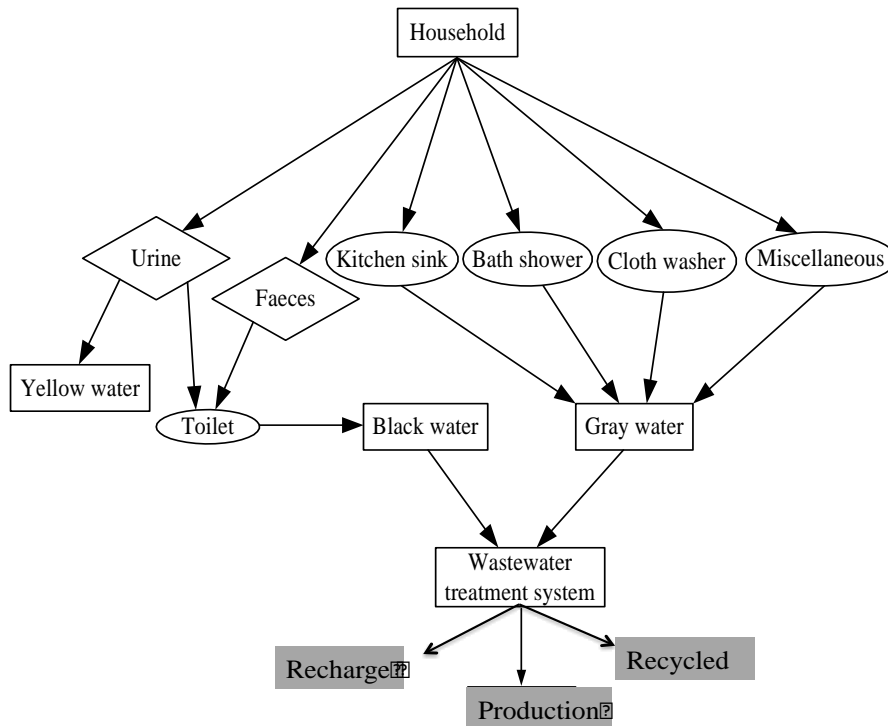 Household
Urine
Faeces
Kitchen sink
Bath shower
Cloth washer
Miscellaneous
Yellow water
Toilet
Black water
Gray water
Wastewater
treatment system
Recharge
Production
Recycled